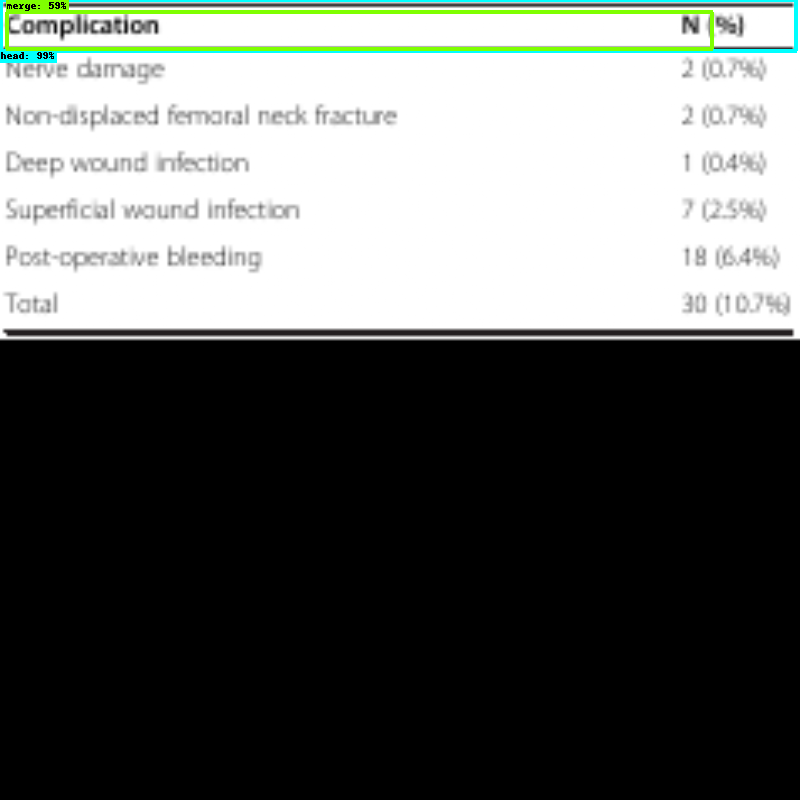 merge: 59%
Complication N (%)
head: 99%
Nerve damage 2 (0.7%)
Non-displaced femoral neck fracture 2 (0.7%)
Deep wound infection 1 (0.4%)
Superficial wound infection 7 (2.5%)
Post-operative bleeding 18 (6.4%)
Total 30 (10.7%)